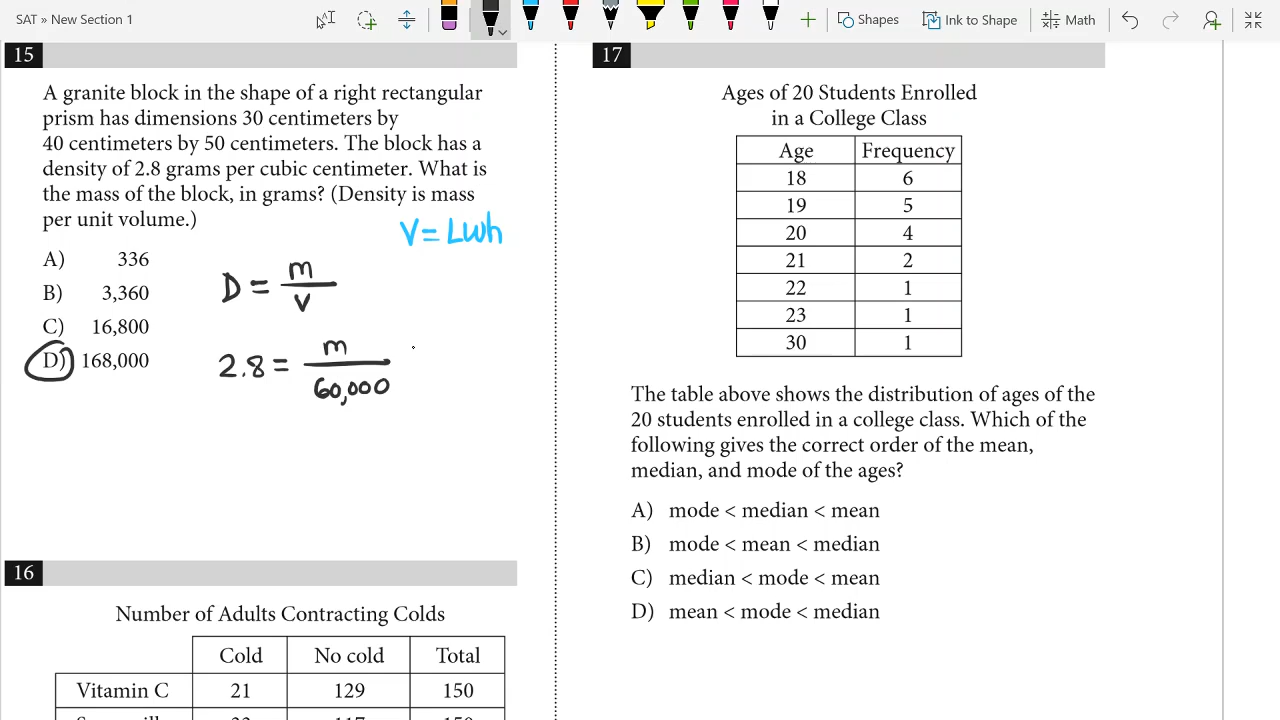 SAT » New Section 1
Shapes
Ink to Shape
Math
15
A granite block in the shape of a right rectangular
prism has dimensions 30 centimeters by
40 centimeters by 50 centimeters. The block has a
density of 2.8 grams per cubic centimeter. What is
the mass of the block, in grams? (Density is mass
per unit volume.)
V = LWh
A) 336
B) 3,360
C) 16,800
D) 168,000
D = m/V
2.8 = m/60,000
16
Number of Adults Contracting Colds
Cold No cold Total
Vitamin C 21 129 150
17
Ages of 20 Students Enrolled
in a College Class
Age Frequency
18 6
19 5
20 4
21 2
22 1
23 1
30 1
The table above shows the distribution of ages of the
20 students enrolled in a college class. Which of the
following gives the correct order of the mean,
median, and mode of the ages?
A) mode < median < mean
B) mode < mean < median
C) median < mode < mean
D) mean < mode < median